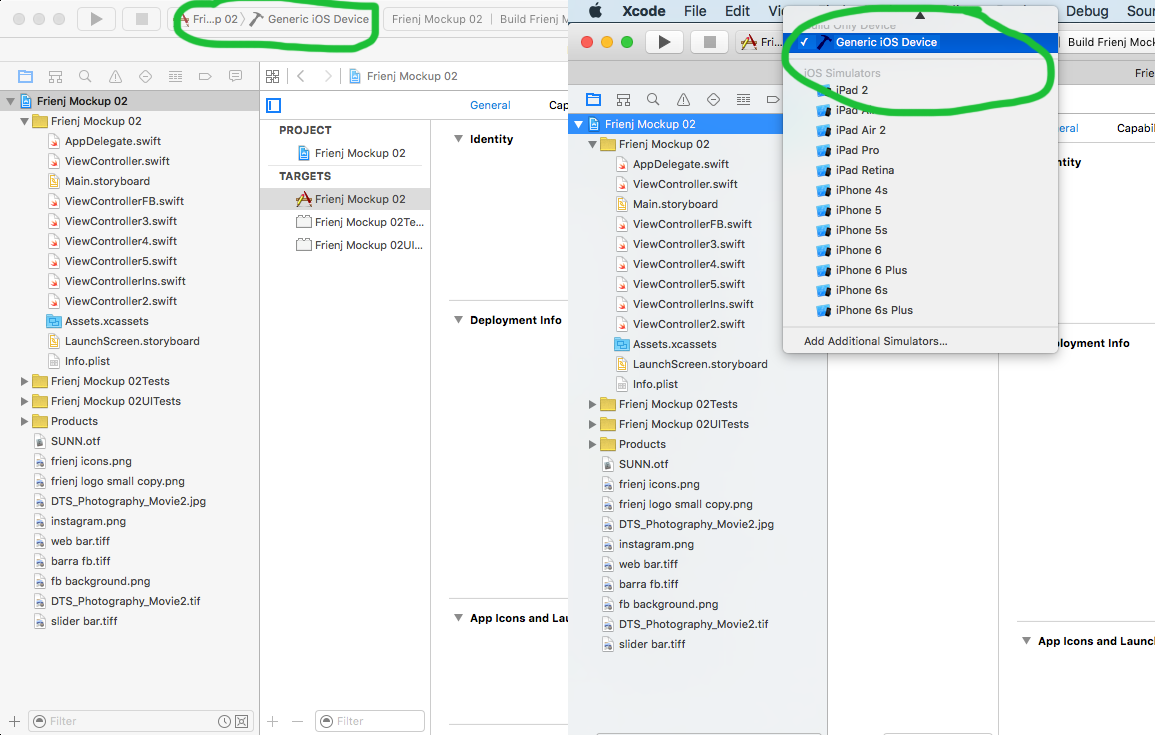 Fri...p 02 Generic iOS Device
Frienj Mockup 02 | Build Frienj M
Frienj Mockup 02
Frienj Mockup 02
Frienj Mockup 02
AppDelegate.swift
ViewController.swift
Main.storyboard
ViewControllerFB.swift
ViewController3.swift
ViewController4.swift
ViewController5.swift
ViewControllerIns.swift
ViewController2.swift
Assets.xcassets
LaunchScreen.storyboard
Info.plist
Frienj Mockup 02Tests
Frienj Mockup 02UITests
Products
SUNN.otf
frienj icons.png
frienj logo small copy.png
DTS_Photography_Movie2.jpg
instagram.png
web bar.tiff
barra fb.tiff
fb background.png
DTS_Photography_Movie2.tif
slider bar.tiff
Filter
General Cap
PROJECT
Frienj Mockup 02
TARGETS
Frienj Mockup 02
Frienj Mockup 02Te...
Frienj Mockup 02UI...
Filter
Identity
Deployment Info
App Icons and Lau
Xcode File Edit Vi Debug Sour
Fri...
Build Only Device
Generic iOS Device
iOS Simulators
iPad 2
iPad Ai
iPad Air 2
iPad Pro
iPad Retina
iPhone 4s
iPhone 5
iPhone 5s
iPhone 6
iPhone 6 Plus
iPhone 6s
iPhone 6s Plus
Add Additional Simulators...
Build Frienj Mock
Frie
Frienj Mockup 02
Frienj Mockup 02
AppDelegate.swift
ViewController.swift
Main.storyboard
ViewControllerFB.swift
ViewController3.swift
ViewController4.swift
ViewController5.swift
ViewControllerIns.swift
ViewController2.swift
Assets.xcassets
LaunchScreen.storyboard
Info.plist
Frienj Mockup 02Tests
Frienj Mockup 02UITests
Products
SUNN.otf
frienj icons.png
frienj logo small copy.png
DTS_Photography_Movie2.jpg
instagram.png
web bar.tiff
barra fb.tiff
fb background.png
DTS_Photography_Movie2.tif
slider bar.tiff
eral Capabil
ntity
loyment Info
App Icons and Launc